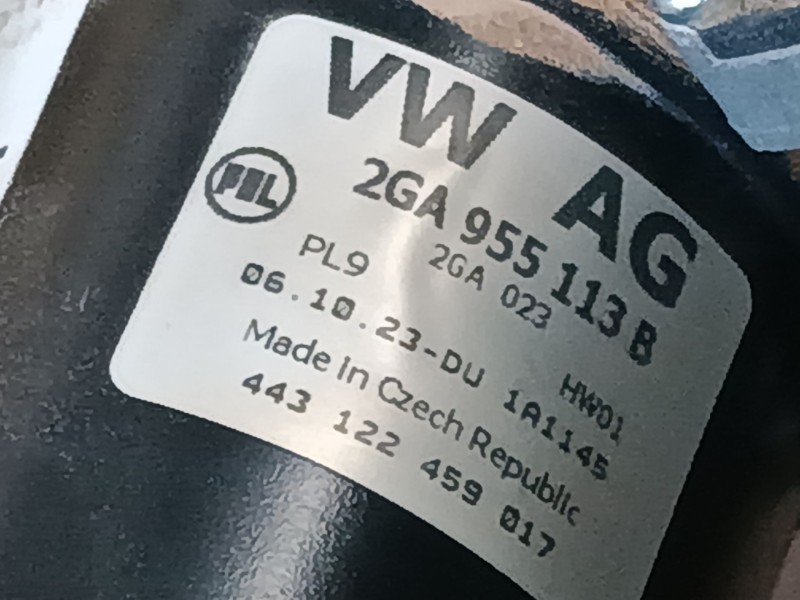 VW AG
2GA 955 113 B
PL9 2GA 023 HW01
06.10.23-DU 1A1145
Made in Czech Republic
443 122 459 017